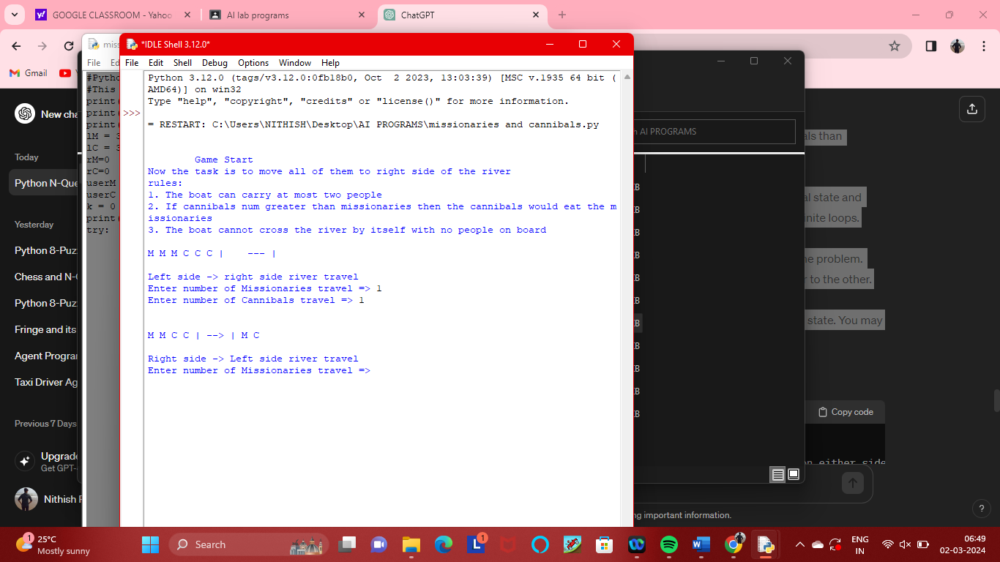 GOOGLE CLASSROOM - Yahoo
AI lab programs
ChatGPT
Gmail
New cha
Today
Python N-Que
Yesterday
Python 8-Puz
Chess and N-
Python 8-Puz
Fringe and its
Agent Program
Taxi Driver Ag
Previous 7 Days
Upgrade
Get GPT-
Nithish
miss
File Ed
#Pytho
#This
print(
print(
print(
lM = 3
lC = 3
rM=0
rC=0
userM
userC
k = 0
print(
try:
*IDLE Shell 3.12.0*
File Edit Shell Debug Options Window Help
Python 3.12.0 (tags/v3.12.0:0fb18b0, Oct  2 2023, 13:03:39) [MSC v.1935 64 bit (
AMD64)] on win32
Type "help", "copyright", "credits" or "license()" for more information.
>>>
= RESTART: C:\Users\NITHISH\Desktop\AI PROGRAMS\missionaries and cannibals.py
Game Start
Now the task is to move all of them to right side of the river
rules:
1. The boat can carry at most two people
2. If cannibals num greater than missionaries then the cannibals would eat the m
issionaries
3. The boat cannot cross the river by itself with no people on board
M M M C C C |    --- |
Left side -> right side river travel
Enter number of Missionaries travel => 1
Enter number of Cannibals travel => 1
M M C C | --> | M C
Right side -> Left side river travel
Enter number of Missionaries travel =>
n AI PROGRAMS
B
B
B
B
B
B
B
B
B
B
B
als than
al state and
finite loops.
he problem.
r to the other.
state. You may
Copy code
n either side
ng important information.
?
1
25°C
Mostly sunny
Search
L
1
W
ENG
IN
06:49
02-03-2024